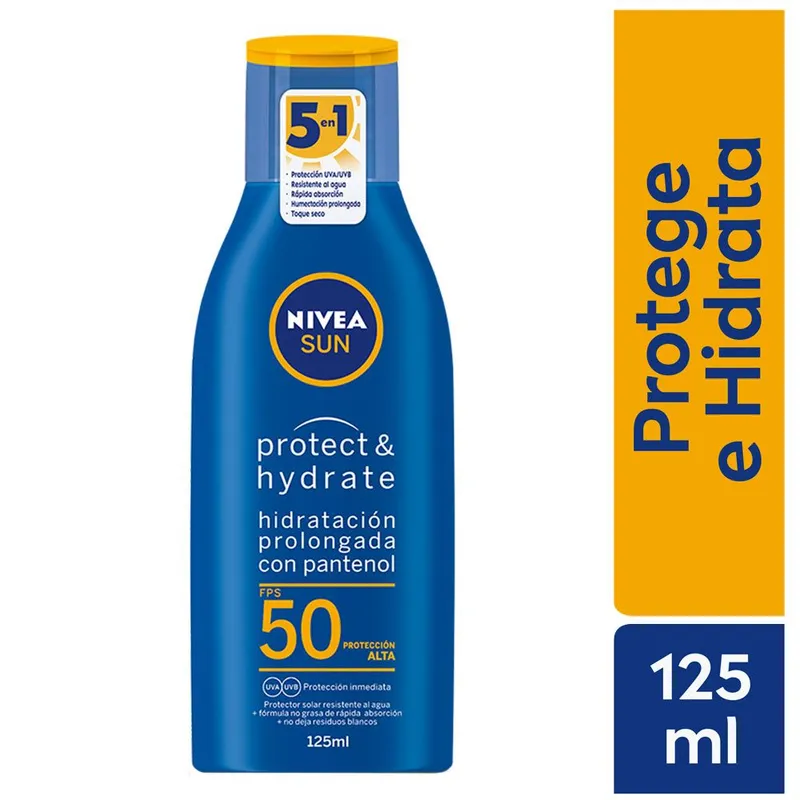 5 en 1
• Protección UVA/UVB
• Resistente al agua
• Rápida absorción
• Humectación prolongada
• Toque seco
NIVEA
SUN
protect &
hydrate
hidratación
prolongada
con pantenol
FPS
50
PROTECCIÓN
ALTA
UVA UVB Protección inmediata
Protector solar resistente al agua
+ fórmula no grasa de rápida absorción
+ no deja residuos blancos
125ml
Protege
e Hidrata
125
ml